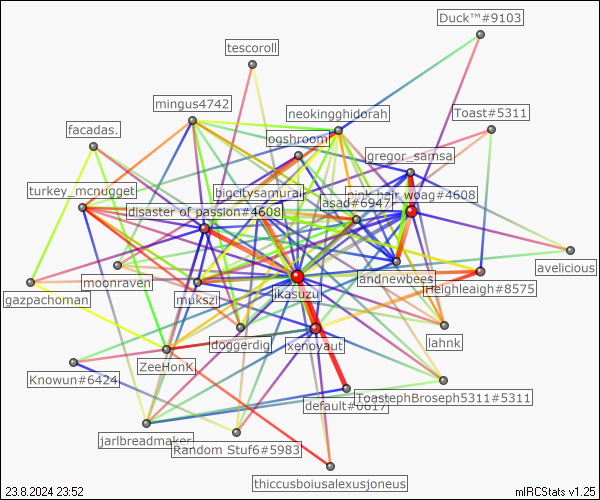 Duck™#9103
tescoroll
mingus4742
neokingghidorah
Toast#5311
facadas.
ogshroom
gregor_samsa
turkey_mcnugget
bigcitysamurai
pink_hair_woag#4608
asad#6947
disaster of passion#4608
moonraven
avelicious
andnewbees
Heighleaigh#8575
jkasuzu
mukszi
gazpachoman
doggerdig
xenoyaut
lahnk
ZeeHonK
Knowun#6424
ToastephBroseph5311#5311
default#0617
jarlbreadmaker
Random Stuf6#5983
thiccusboiusalexusjoneus
23.8.2024 23:52
mIRCStats v1.25